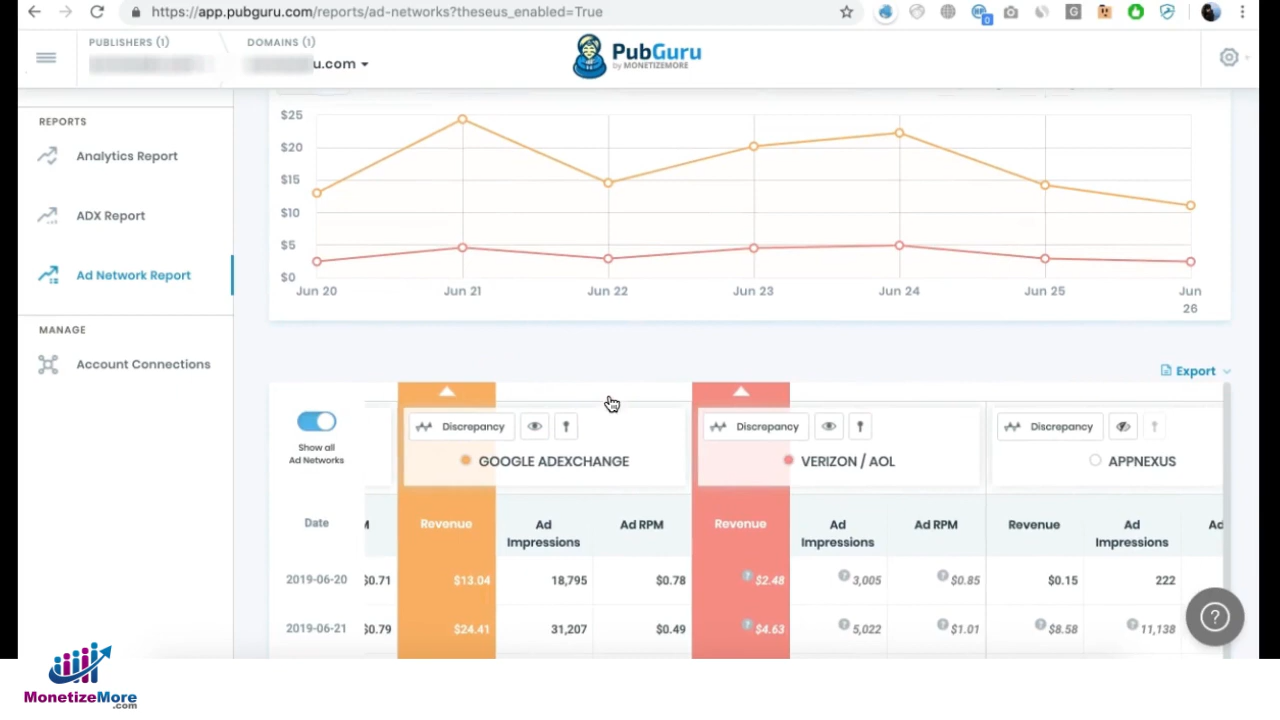 https://app.pubguru.com/reports/ad-networks?theseus_enabled=True
G
0
PUBLISHERS (1)
DOMAINS (1)
u.com
PubGuru
by MONETIZEMORE
REPORTS
Analytics Report
ADX Report
Ad Network Report
MANAGE
Account Connections
$25
$20
$15
$10
$5
$0
Jun 20
Jun 21
Jun 22
Jun 23
Jun 24
Jun 25
Jun 26
Export
Show all Ad Networks
Discrepancy
Discrepancy
Discrepancy
GOOGLE ADEXCHANGE
VERIZON / AOL
APPNEXUS
Date
Revenue
Ad Impressions
Ad RPM
Revenue
Ad Impressions
Ad RPM
Revenue
Ad Impressions
Ad
2019-06-20 $0.71 $13.04 18,795 $0.78 $2.48 3,005 $0.85 $0.15 222
2019-06-21 $0.79 $24.41 31,207 $0.49 $4.63 5,022 $1.01 $8.58 11,138
?
MonetizeMore
.com